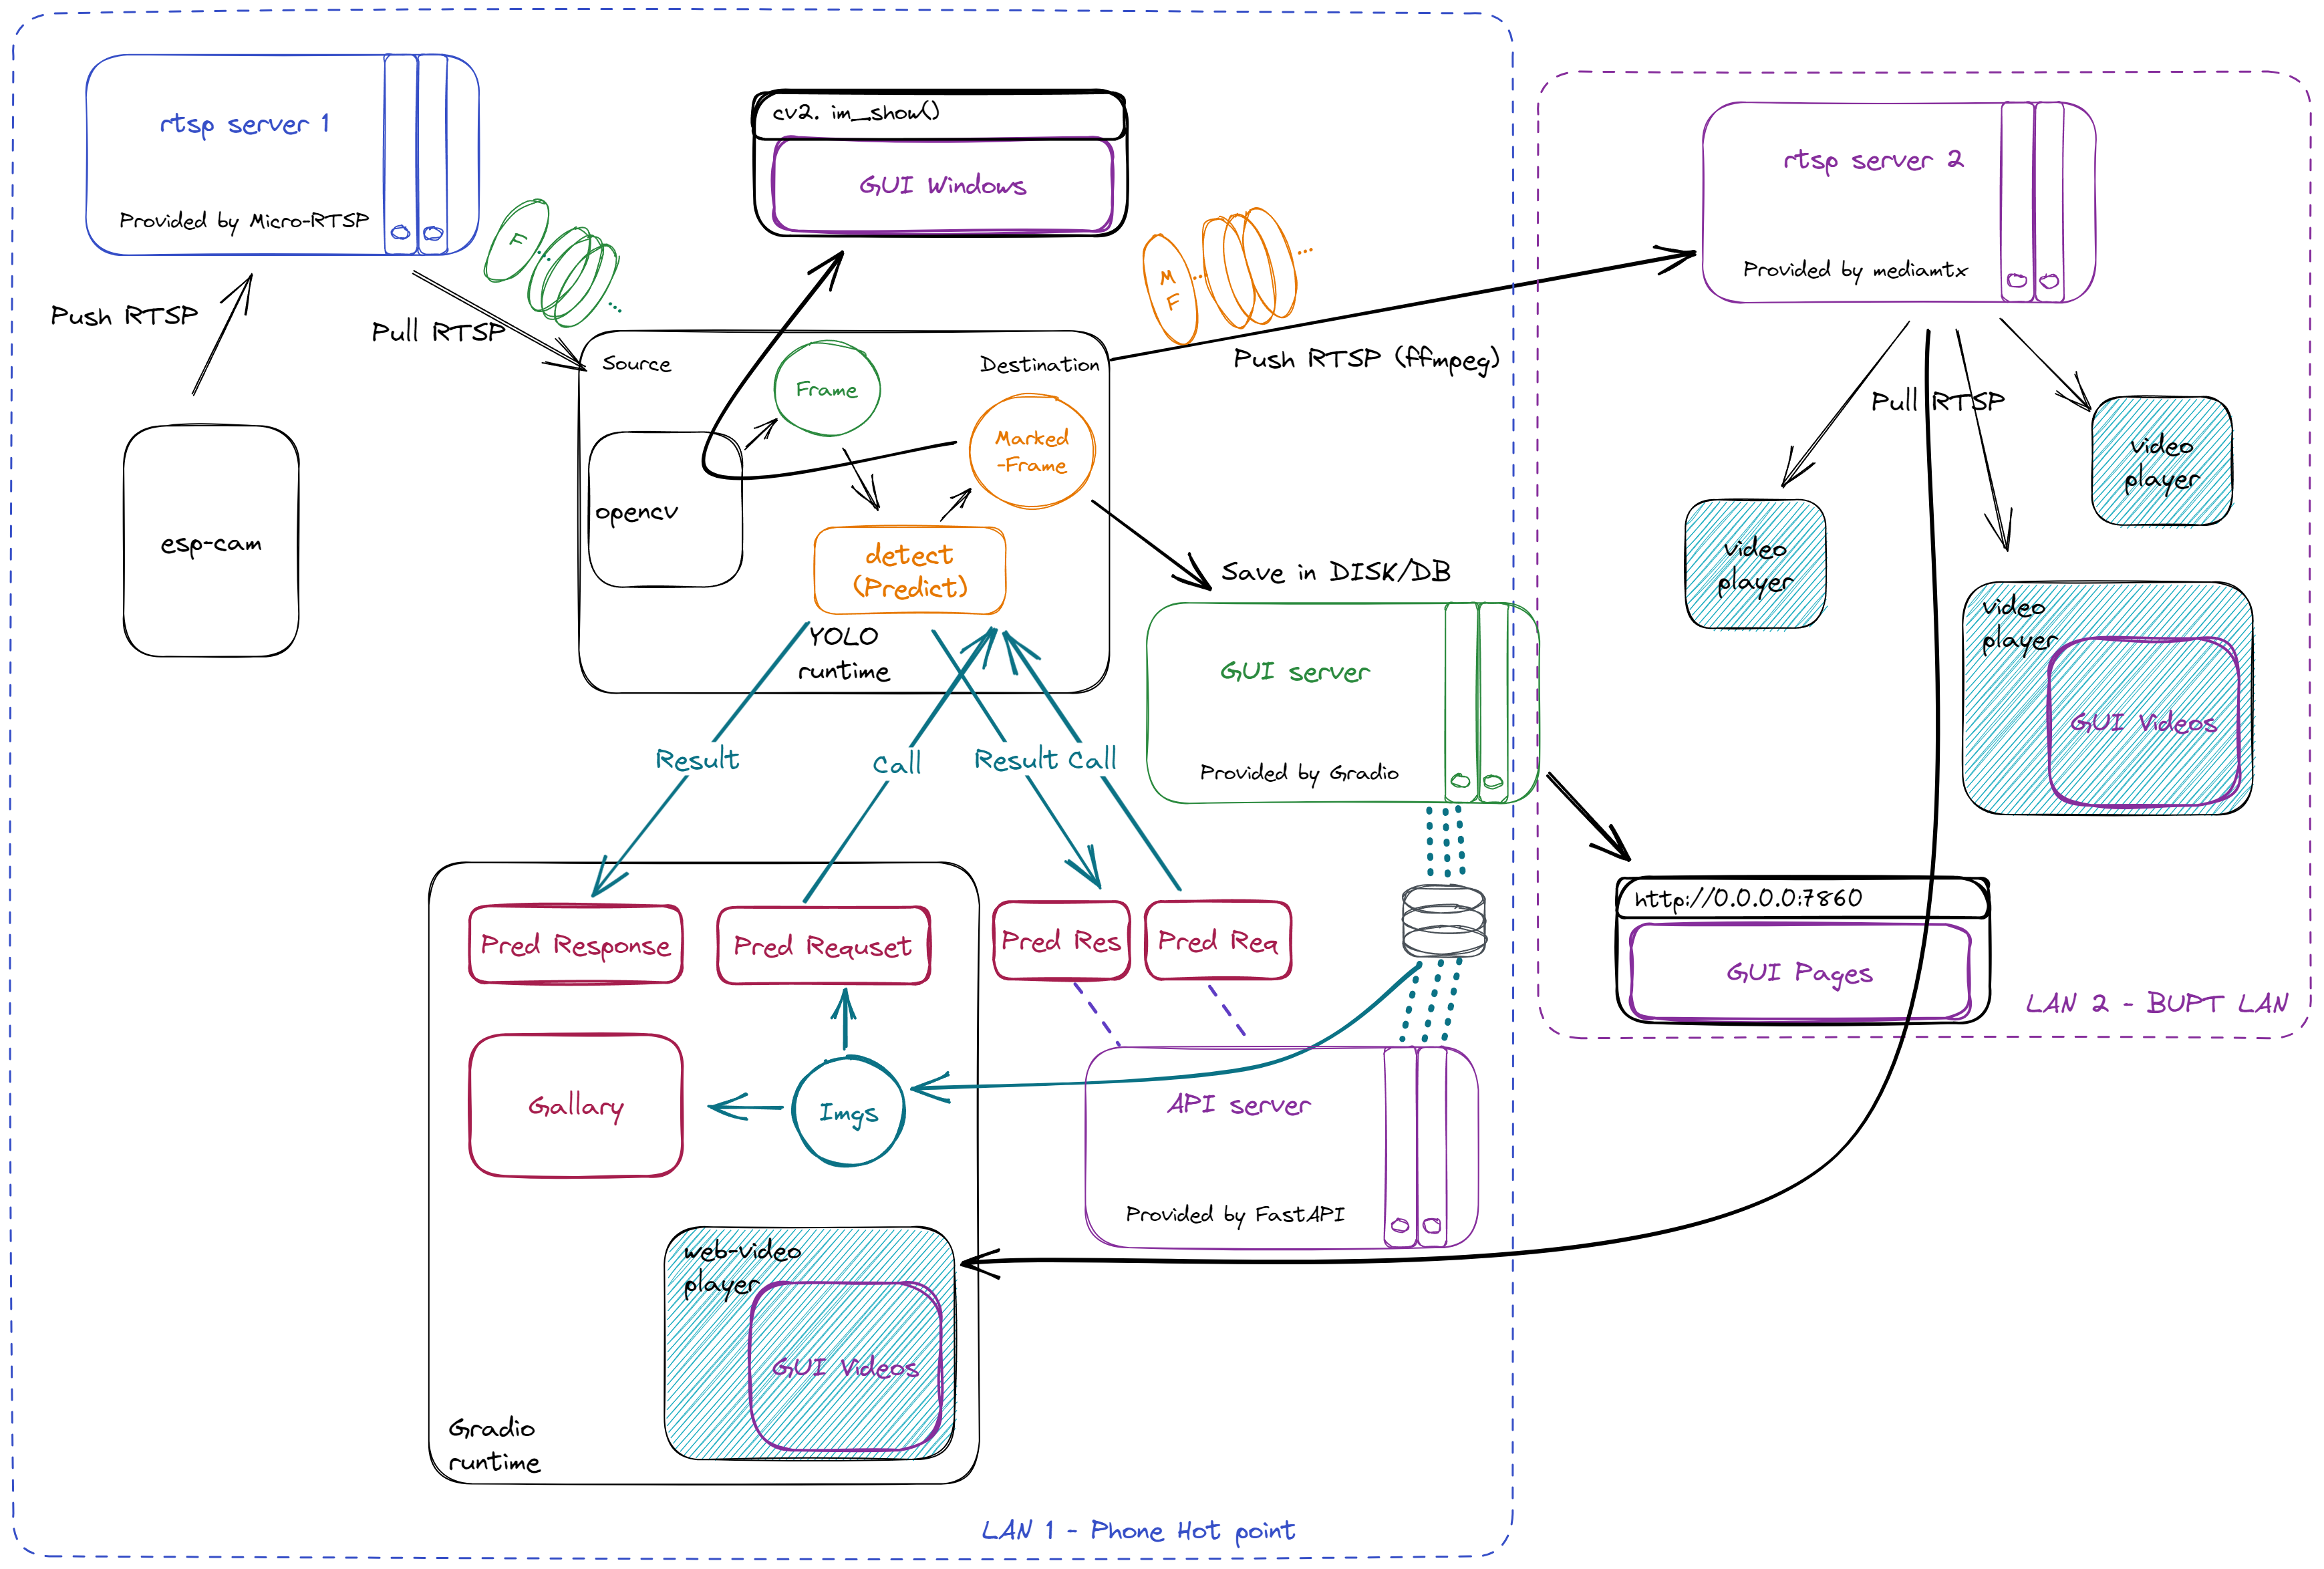 rtsp server 1
Provided by Micro-RTSP
Push RTSP
Pull RTSP
esp-cam
F
...
...
cv2. im_show()
GUI Windows
M
F
...
...
Push RTSP (ffmpeg)
Source
Destination
Frame
Marked
-Frame
opencv
detect
(Predict)
YOLO
runtime
Save in DISK/DB
GUI server
Provided by Gradio
Result
Call
Result
Call
Pred Response
Pred Requset
Pred Res
Pred Req
Gallary
Imgs
API server
Provided by FastAPI
web-video
player
GUI Videos
Gradio
runtime
LAN 1 - Phone Hot point
rtsp server 2
Provided by mediamtx
Pull RTSP
video
player
video
player
video
player
GUI Videos
http://0.0.0.0:7860
GUI Pages
LAN 2 - BUPT LAN